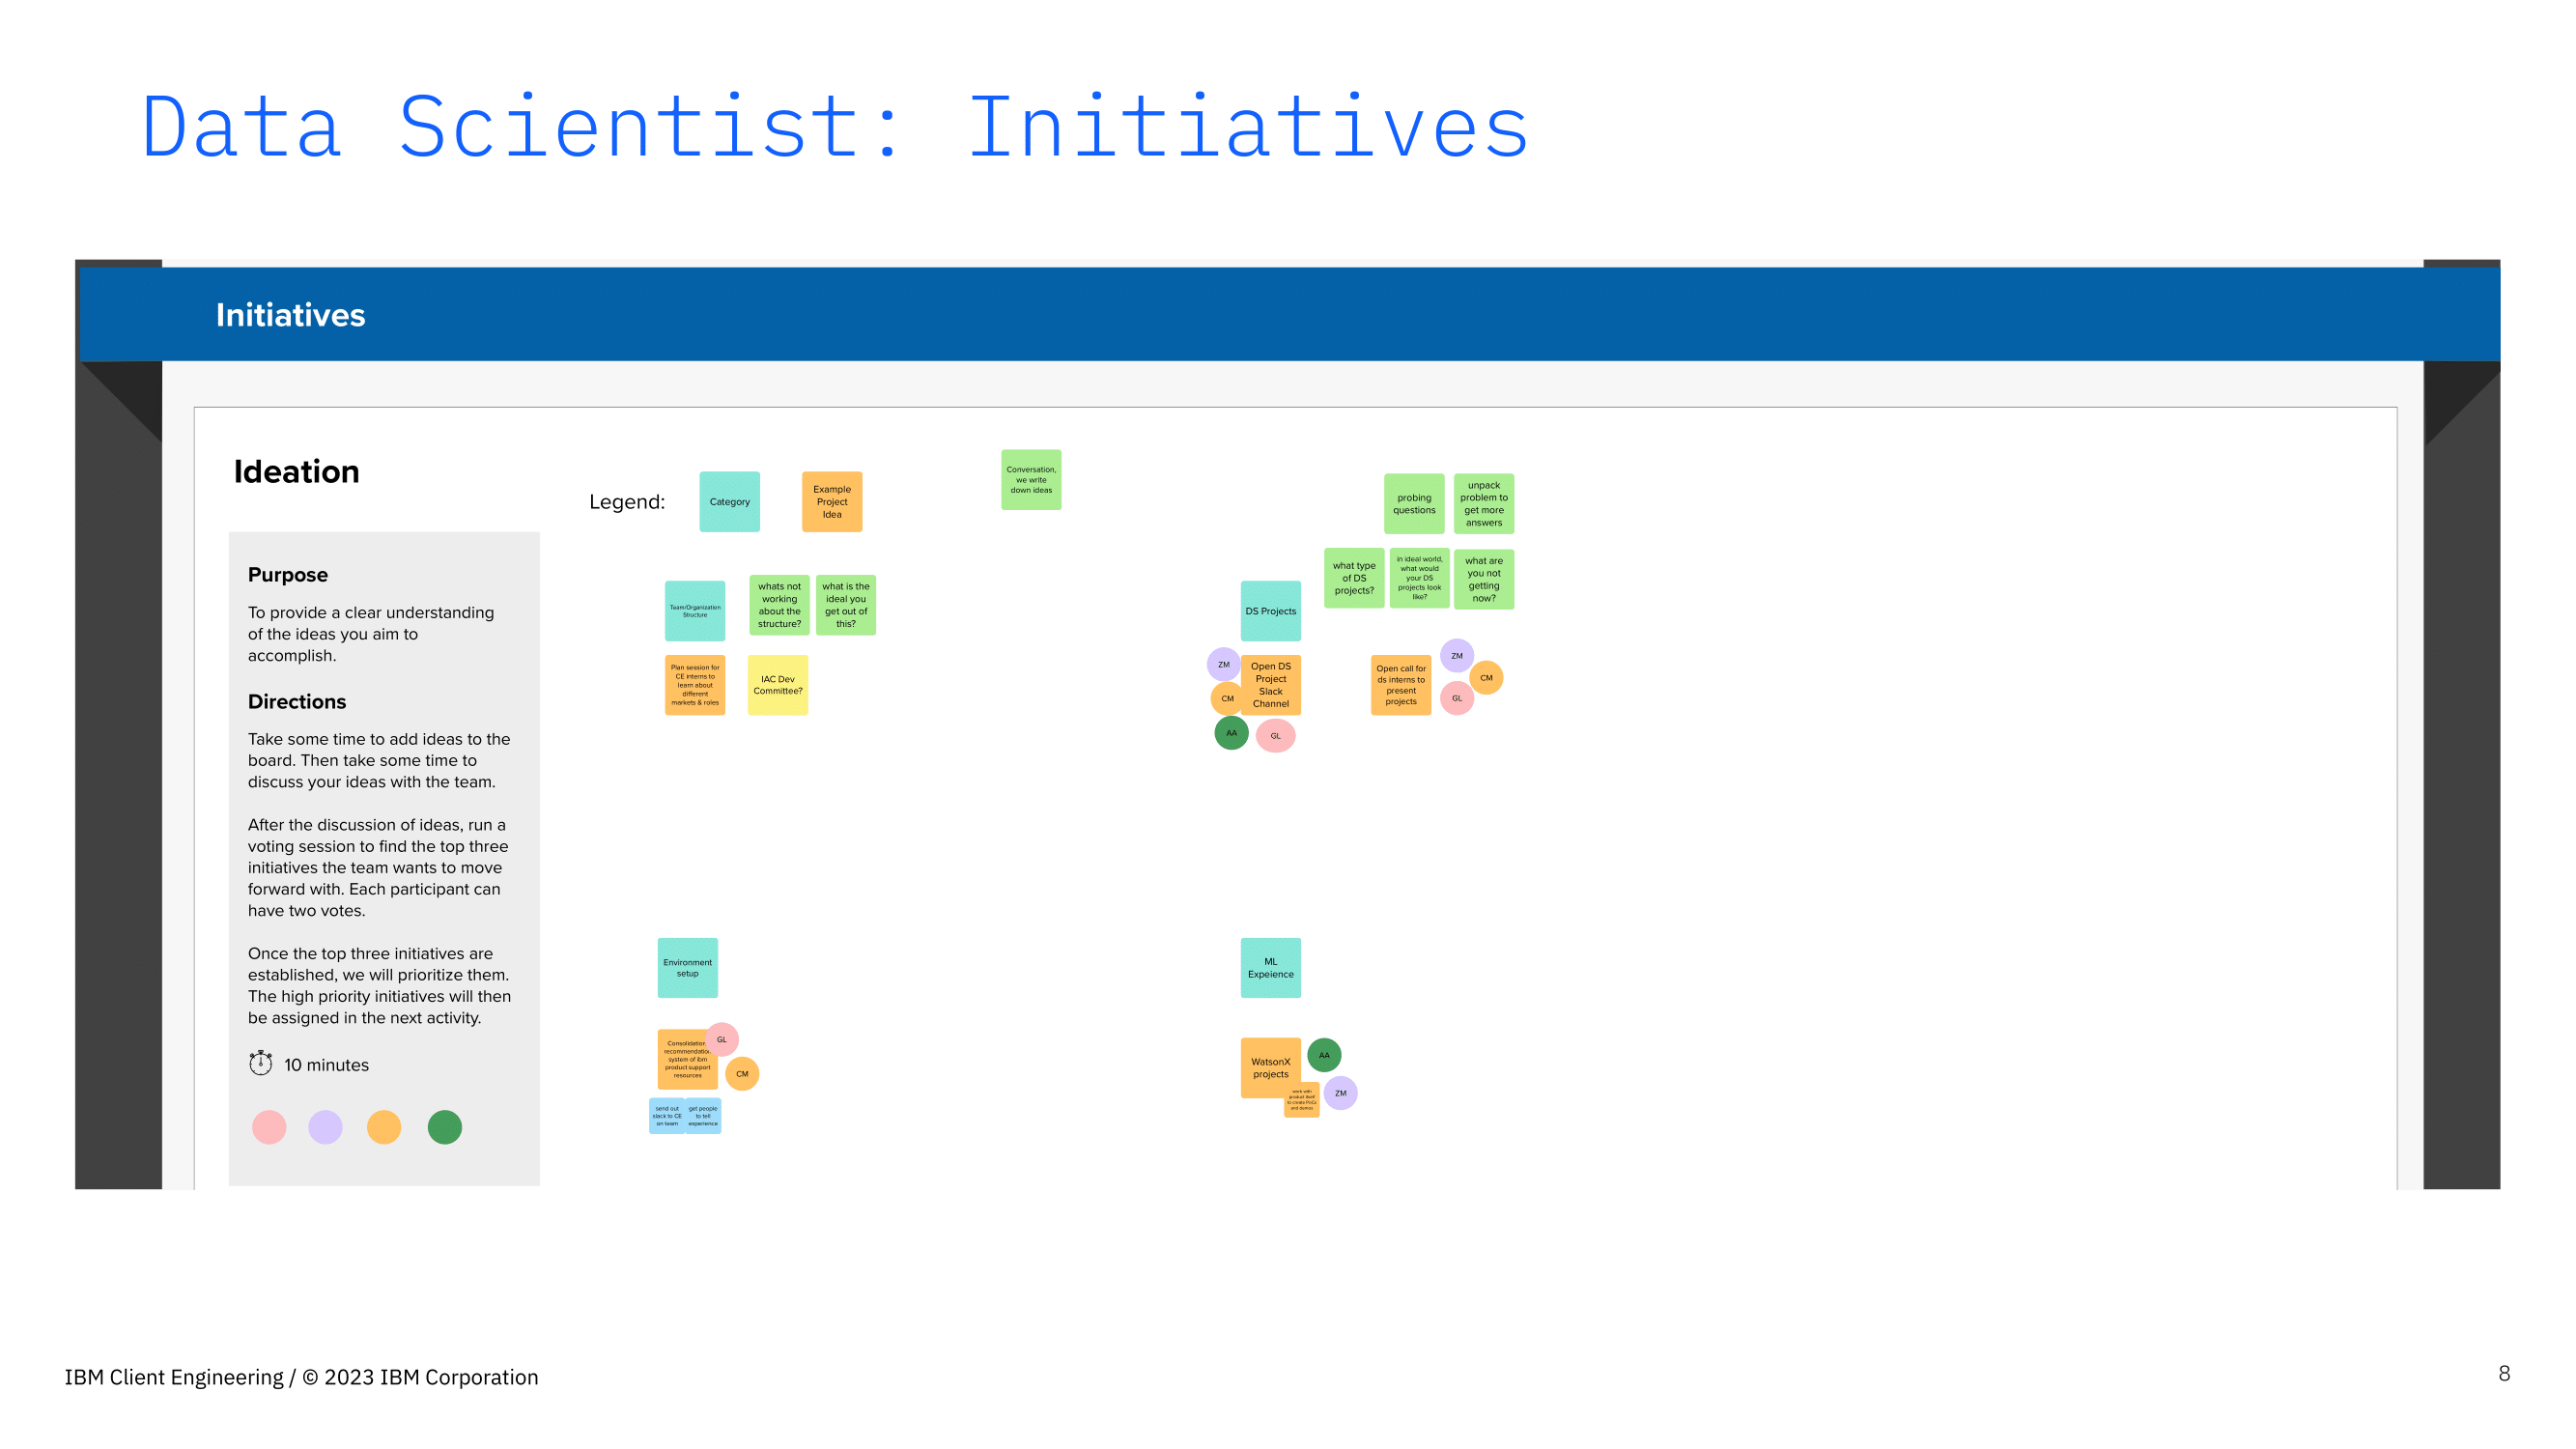 Data Scientist: Initiatives
Initiatives
Ideation
Purpose
To provide a clear understanding
of the ideas you aim to
accomplish.
Directions
Take some time to add ideas to the
board. Then take some time to
discuss your ideas with the team.
After the discussion of ideas, run a
voting session to find the top three
initiatives the team wants to move
forward with. Each participant can
have two votes.
Once the top three initiatives are
established, we will prioritize them.
The high priority initiatives will then
be assigned in the next activity.
10 minutes
Legend:
Category
Example
Project
Idea
Conversation,
we write
down ideas
probing
questions
unpack
problem to
get more
answers
Team/Organization
Structure
whats not
working
about the
structure?
what is the
ideal you
get out of
this?
Plan session for
CE interns to
learn about
different
markets & roles
IAC Dev
Committee?
what type
of DS
projects?
in ideal world,
what would
your DS
projects look
like?
what are
you not
getting
now?
DS Projects
ZM
CM
AA
GL
Open DS
Project
Slack
Channel
Open call for
ds interns to
present
projects
ZM
CM
GL
Environment
setup
Consolidation
recommendation
system of ibm
product support
resources
GL
CM
send out
slack to CE
on team
get people
to tell
experience
ML
Expeience
WatsonX
projects
work with
product itself
to create PoCs
and demos
AA
ZM
IBM Client Engineering / © 2023 IBM Corporation
8